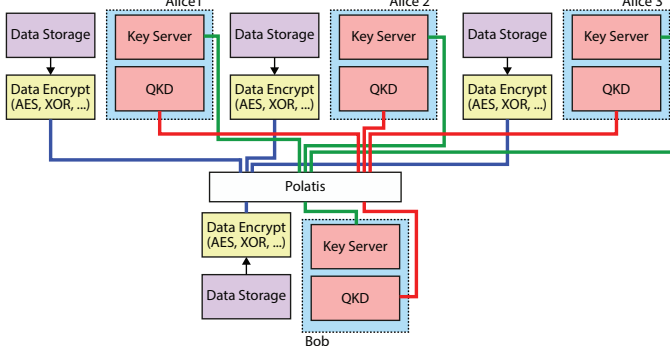 Alice1
Alice 2
Alice 3
Data Storage
Key Server
Data Storage
Key Server
Data Storage
Key Server
Data Encrypt
(AES, XOR, ...)
QKD
Data Encrypt
(AES, XOR, ...)
QKD
Data Encrypt
(AES, XOR, ...)
QKD
Polatis
Data Encrypt
(AES, XOR, ...)
Key Server
Data Storage
QKD
Bob